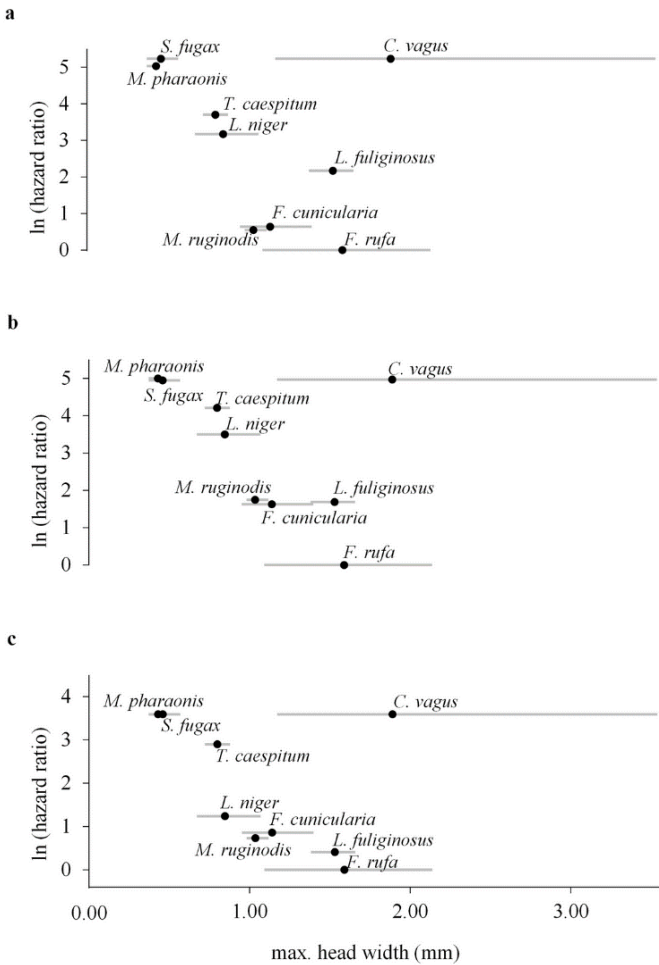 a
ln (hazard ratio)
5
4
3
2
1
0
S. fugax
C. vagus
M. pharaonis
T. caespitum
L. niger
L. fuliginosus
F. cunicularia
M. ruginodis
F. rufa
b
ln (hazard ratio)
5
4
3
2
1
0
M. pharaonis
C. vagus
S. fugax
T. caespitum
L. niger
M. ruginodis
L. fuliginosus
F. cunicularia
F. rufa
c
ln (hazard ratio)
4
3
2
1
0
M. pharaonis
C. vagus
S. fugax
T. caespitum
L. niger
F. cunicularia
M. ruginodis
L. fuliginosus
F. rufa
0.00 1.00 2.00 3.00
max. head width (mm)